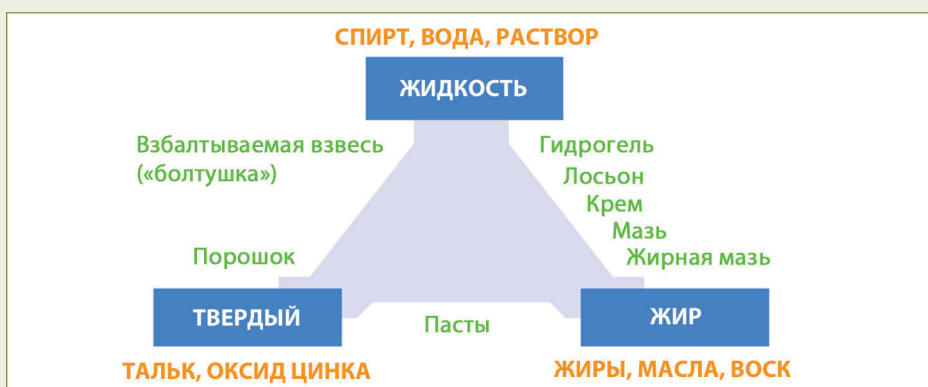 СПИРТ, ВОДА, РАСТВОР
ЖИДКОСТЬ
Взбалтываемая взвесь
(«болтушка»)
Гидрогель
Лосьон
Крем
Мазь
Жирная мазь
Порошок
ТВЕРДЫЙ
Пасты
ЖИР
ТАЛЬК, ОКСИД ЦИНКА
ЖИРЫ, МАСЛА, ВОСК